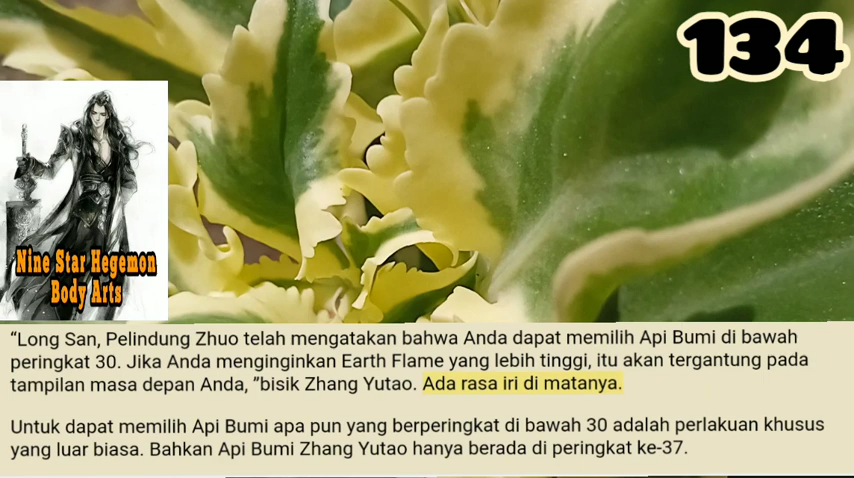 134
Nine Star Hegemon
Body Arts
“Long San, Pelindung Zhuo telah mengatakan bahwa Anda dapat memilih Api Bumi di bawah
peringkat 30. Jika Anda menginginkan Earth Flame yang lebih tinggi, itu akan tergantung pada
tampilan masa depan Anda, ”bisik Zhang Yutao. Ada rasa iri di matanya.
Untuk dapat memilih Api Bumi apa pun yang berperingkat di bawah 30 adalah perlakuan khusus
yang luar biasa. Bahkan Api Bumi Zhang Yutao hanya berada di peringkat ke-37.